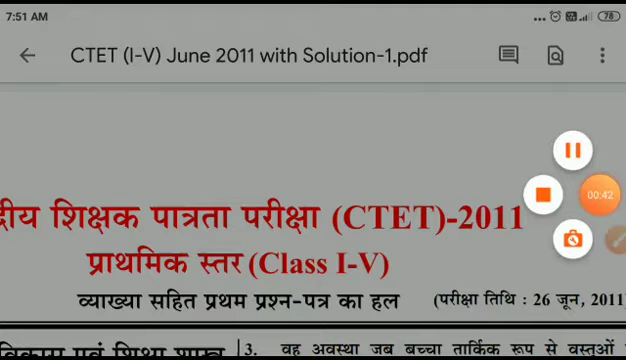 7:51 AM
78
CTET (I-V) June 2011 with Solution-1.pdf
00:42
शिक्षक पात्रता परीक्षा (CTET)-2011
प्राथमिक स्तर (Class I-V)
व्याख्या सहित प्रथम प्रश्न-पत्र का हल (परीक्षा तिथि : 26 जून, 2011)
एवं शिक्षा शास्त्र
3. वह अवस्था जब बच्चा तार्किक रूप से वस्तुओं